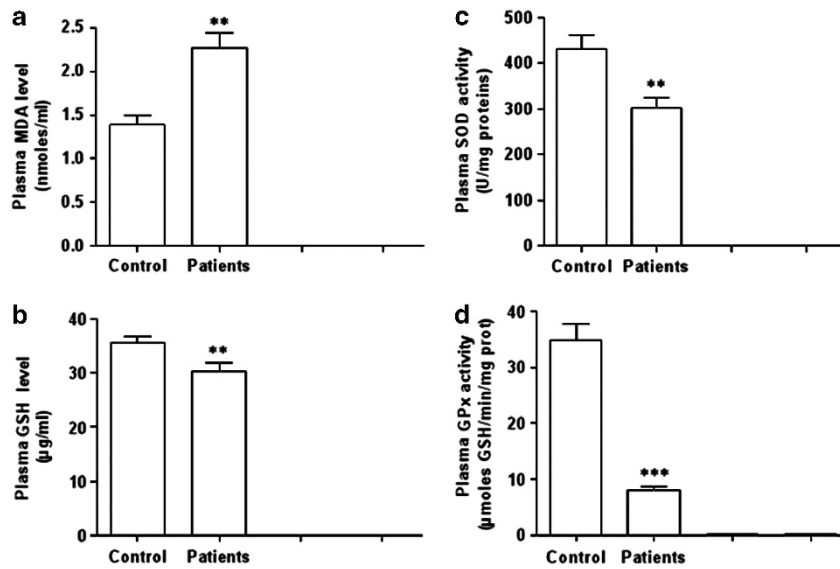 a
Plasma MDA level
(nmoles/ml)
2.5
2.0
1.5
1.0
0.5
0.0
**
Control Patients
b
Plasma GSH level
(µg/ml)
40
30
20
10
0
**
Control Patients
c
Plasma SOD activity
(U/mg proteins)
500
400
300
200
100
0
**
Control Patients
d
Plasma GPx activity
(µmoles GSH/min/mg prot)
40
30
20
10
0
***
Control Patients